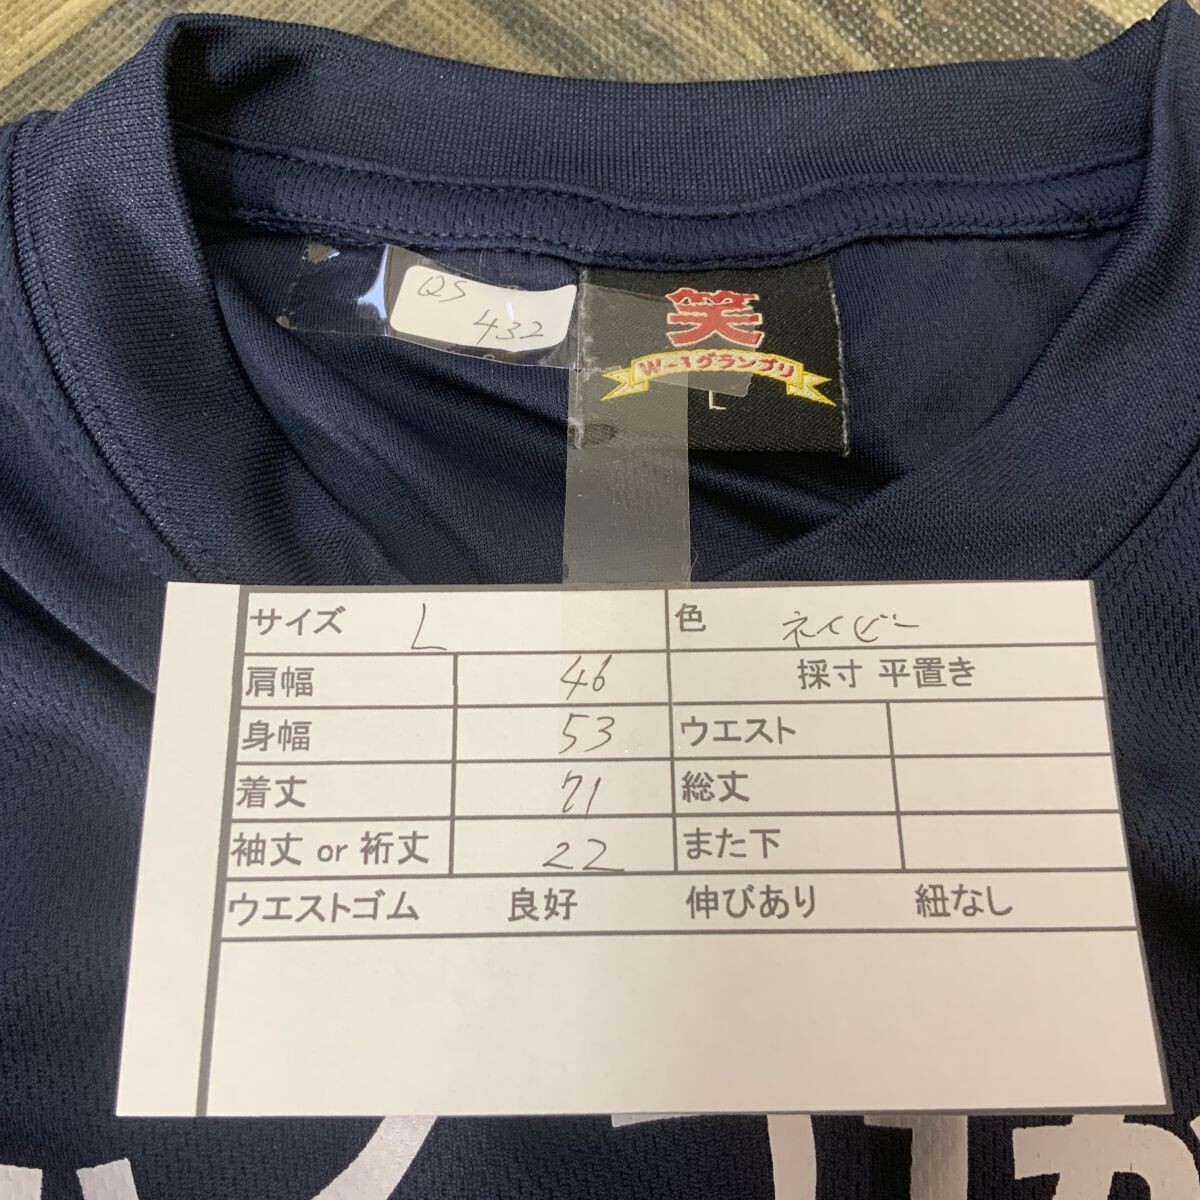 QS
432
笑
W-1グランプリ
L
サイズ L 色 ネイビー
肩幅 46 採寸 平置き
身幅 53 ウエスト
着丈 71 総丈
袖丈 or 裄丈 22 また下
ウエストゴム 良好 伸びあり 紐なし